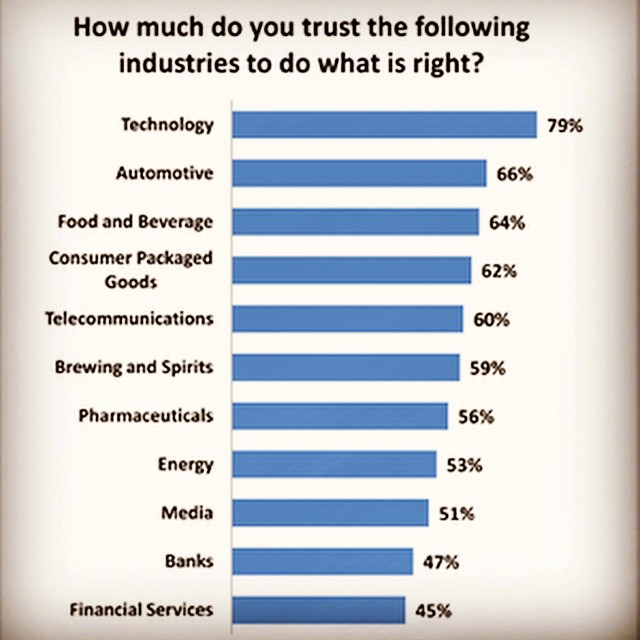 How much do you trust the following
industries to do what is right?
Technology 79%
Automotive 66%
Food and Beverage 64%
Consumer Packaged
Goods 62%
Telecommunications 60%
Brewing and Spirits 59%
Pharmaceuticals 56%
Energy 53%
Media 51%
Banks 47%
Financial Services 45%